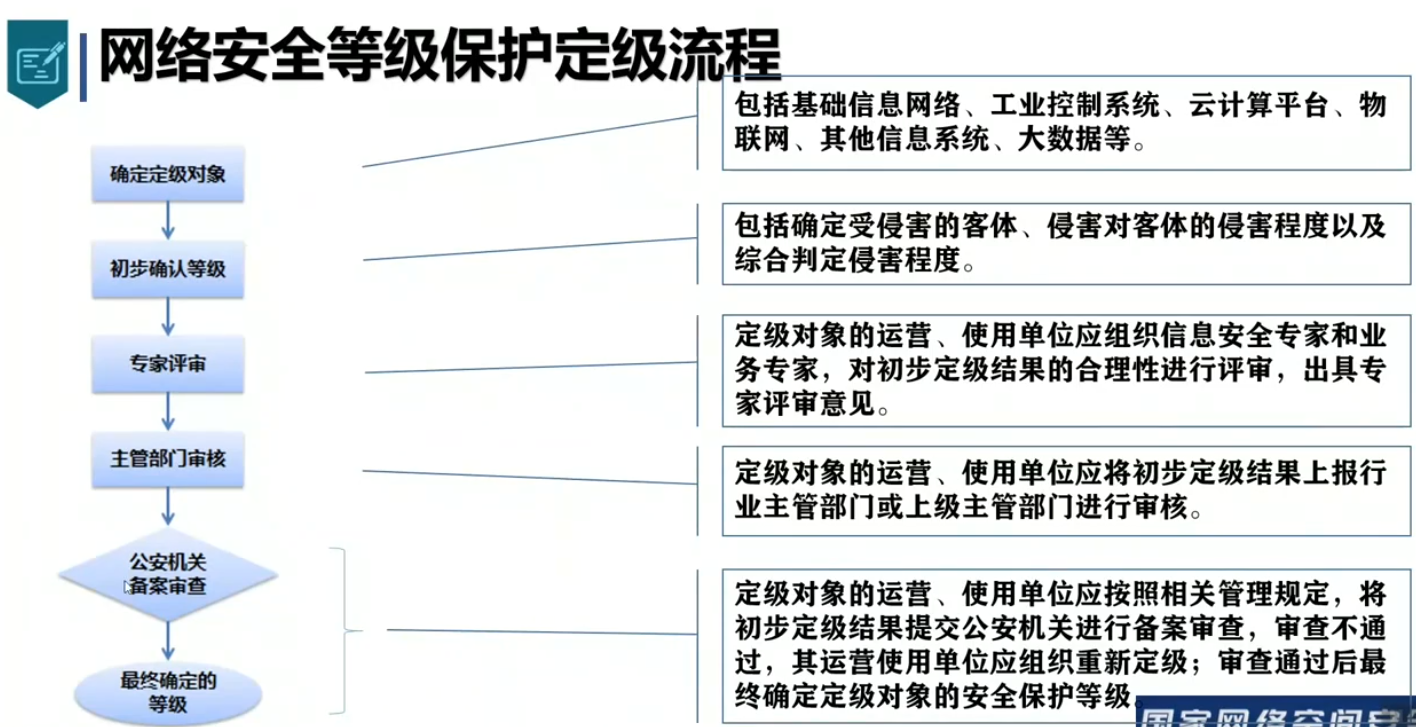 网络安全等级保护定级流程
确定定级对象
初步确认等级
专家评审
主管部门审核
公安机关
备案审查
最终确定的
等级
包括基础信息网络、工业控制系统、云计算平台、物
联网、其他信息系统、大数据等。
包括确定受侵害的客体、侵害对客体的侵害程度以及
综合判定侵害程度。
定级对象的运营、使用单位应组织信息安全专家和业
务专家，对初步定级结果的合理性进行评审，出具专
家评审意见。
定级对象的运营、使用单位应将初步定级结果上报行
业主管部门或上级主管部门进行审核。
定级对象的运营、使用单位应按照相关管理规定，将
初步定级结果提交公安机关进行备案审查，审查不通
过，其运营使用单位应组织重新定级；审查通过后最
终确定定级对象的安全保护等级
国家网络空间安